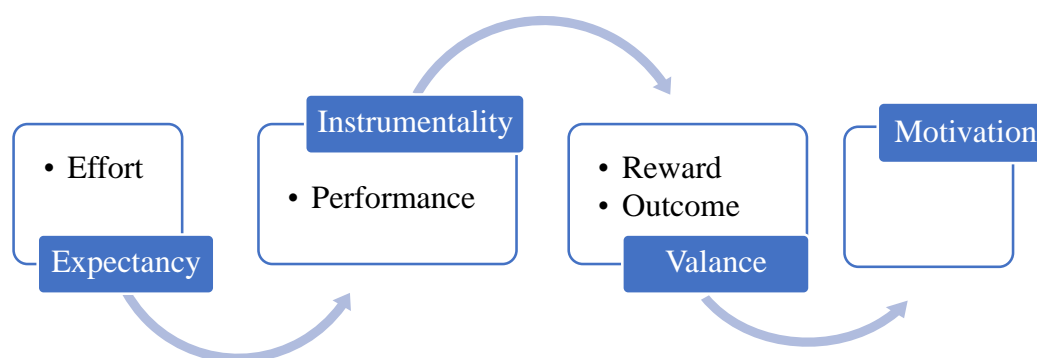 • Effort
Expectancy
Instrumentality
• Performance
• Reward
• Outcome
Valance
Motivation